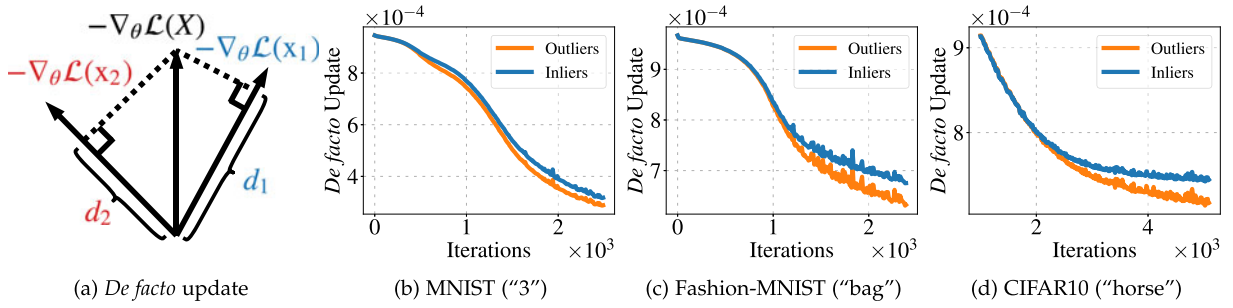 −∇θℒ(X)
−∇θℒ(x₁)
−∇θℒ(x₂)
d₁
d₂
(a) De facto update
×10⁻⁴
De facto Update
8
6
4
Outliers
Inliers
0 1 2
Iterations ×10³
(b) MNIST (“3”)
×10⁻⁴
De facto Update
9
8
7
Outliers
Inliers
0 1 2
Iterations ×10³
(c) Fashion-MNIST (“bag”)
×10⁻⁴
De facto Update
9
8
Outliers
Inliers
2 4
Iterations ×10³
(d) CIFAR10 (“horse”)